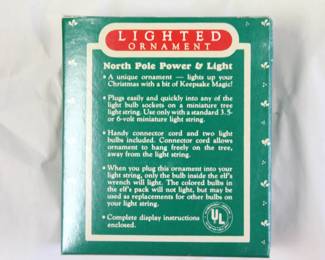 LIGHTED
ORNAMENT
North Pole Power & Light
• A unique ornament — lights up your
Christmas with a bit of Keepsake Magic!
• Plugs easily and quickly into any of the
light bulb sockets on a miniature tree
light string. Use only with a standard 3.5-
or 6-volt miniature light string.
• Handy connector cord and two light
bulbs included. Connector cord allows
ornament to hang freely on the tree,
away from the light string.
• When you plug this ornament into your
light string, only the bulb inside the elf's
wrench will light. The colored bulbs in
the elf's pack will not light, but may be
used as replacements for other bulbs on
your light string.
• Complete display instructions
enclosed.
UL